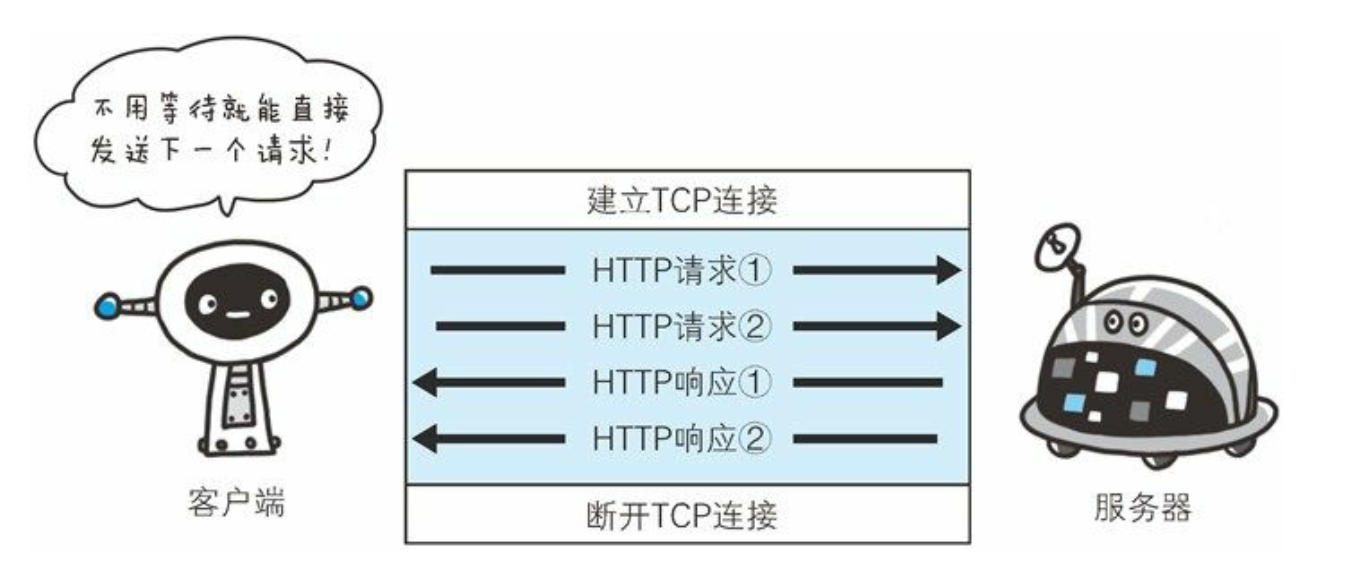 不用等待就能直接
发送下一个请求!
建立TCP连接
HTTP请求①
HTTP请求②
HTTP响应①
HTTP响应②
断开TCP连接
客户端
服务器